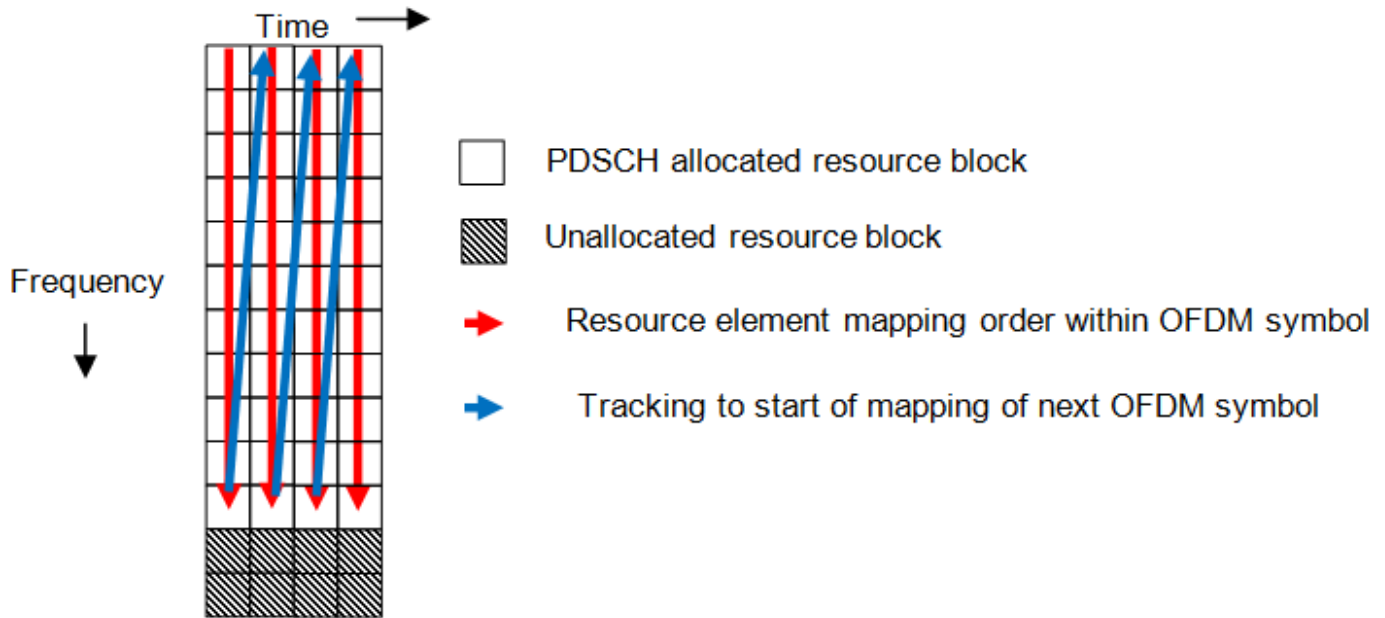 Time
PDSCH allocated resource block
Unallocated resource block
Frequency
Resource element mapping order within OFDM symbol
Tracking to start of mapping of next OFDM symbol